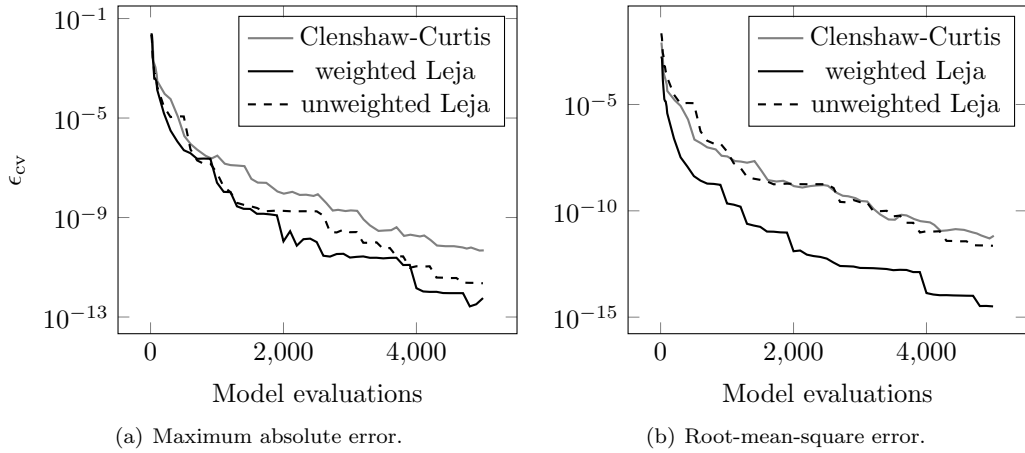 10⁻¹
10⁻⁵
10⁻⁹
10⁻¹³
ϵcv
Clenshaw-Curtis
weighted Leja
unweighted Leja
0
2,000
4,000
Model evaluations
(a) Maximum absolute error.
10⁻⁵
10⁻¹⁰
10⁻¹⁵
Clenshaw-Curtis
weighted Leja
unweighted Leja
0
2,000
4,000
Model evaluations
(b) Root-mean-square error.